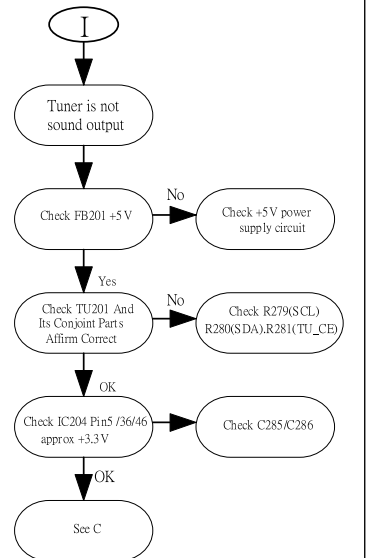 I
Tuner is not
sound output
Check FB201 +5V
No
Check +5V power
supply circuit
Yes
Check TU201 And
Its Conjoint Parts
Affirm Correct
No
Check R279(SCL)
R280(SDA).R281(TU_CE)
OK
Check IC204 Pin5 /36/46
approx +3.3V
Check C285/C286
OK
See C